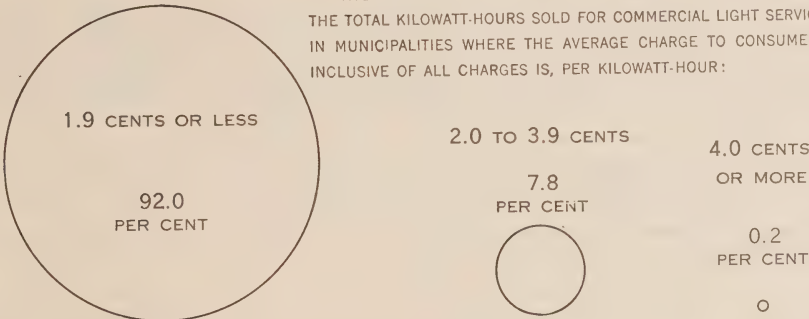 THE TOTAL KILOWATT-HOURS SOLD FOR COMMERCIAL LIGHT SERVIC
IN MUNICIPALITIES WHERE THE AVERAGE CHARGE TO CONSUME
INCLUSIVE OF ALL CHARGES IS, PER KILOWATT-HOUR:
1.9 CENTS OR LESS
92.0
PER CENT
2.0 TO 3.9 CENTS
7.8
PER CENT
4.0 CENTS
OR MORE
0.2
PER CENT